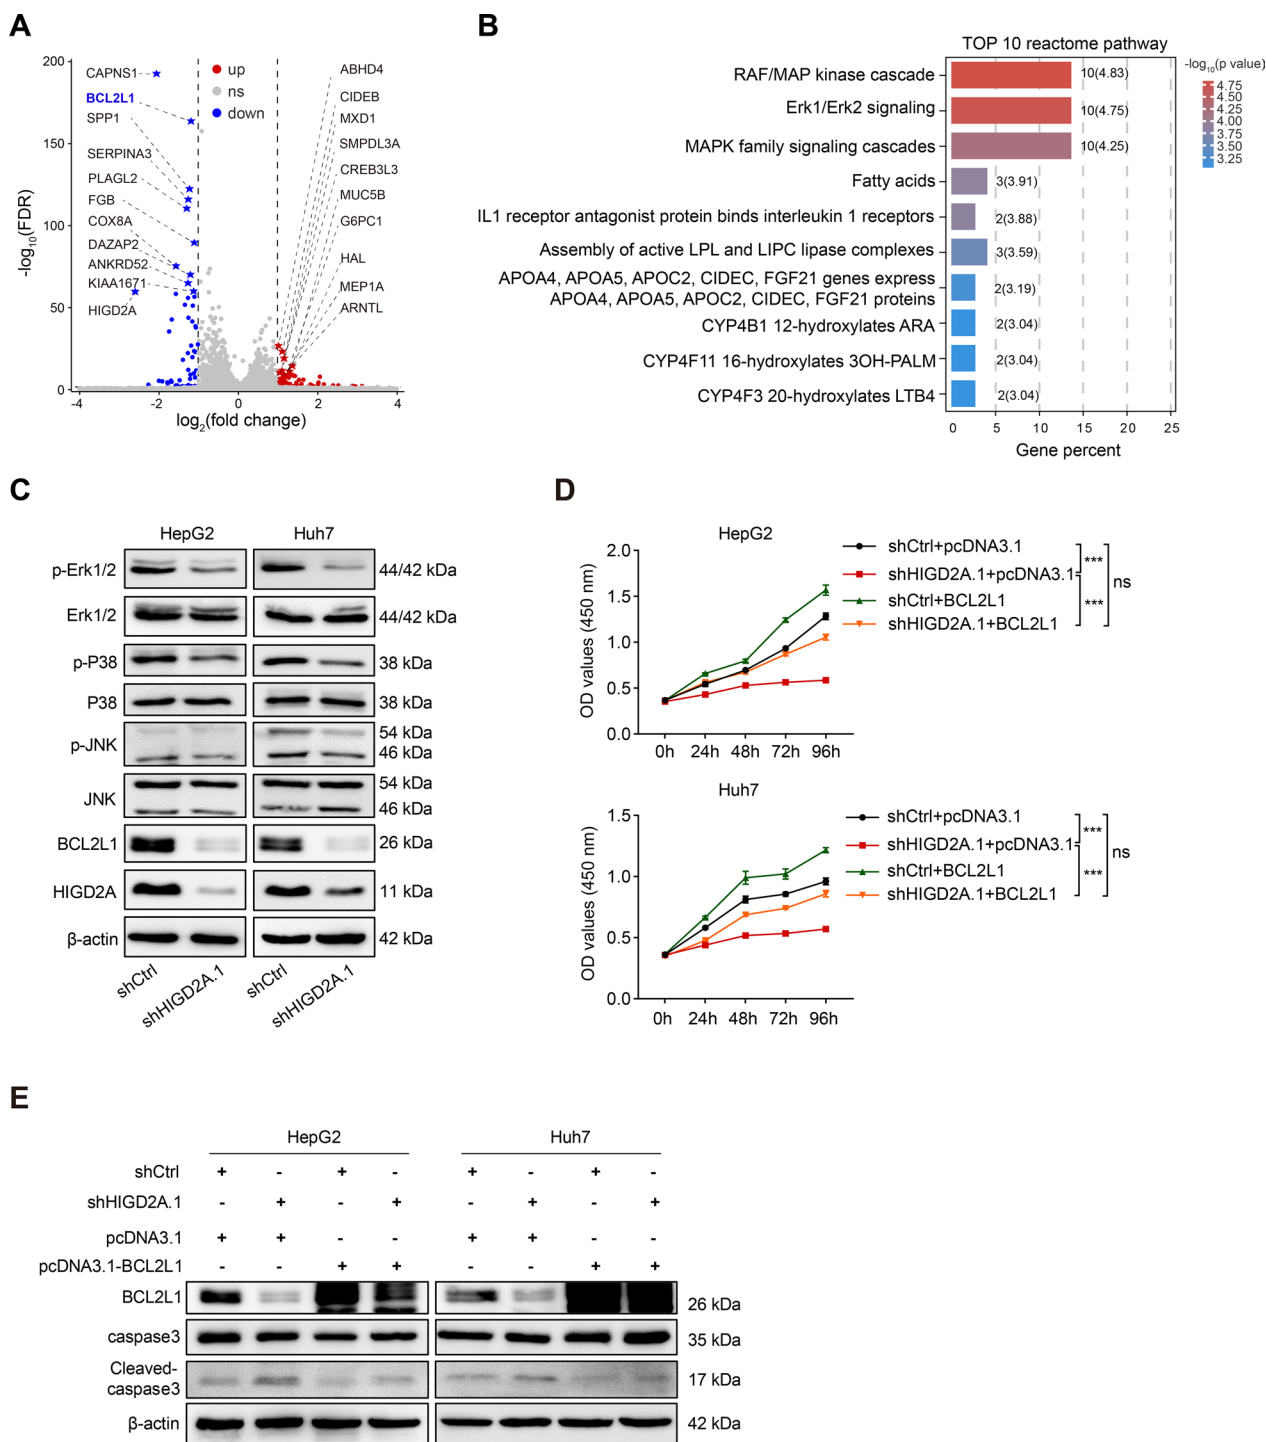 A
200
150
100
50
0
-log10(FDR)
-4
-2
0
2
4
log2(fold change)
up
ns
down
CAPNS1
BCL2L1
SPP1
SERPINA3
PLAGL2
FGB
COX8A
DAZAP2
ANKRD52
KIAA1671
HIGD2A
ABHD4
CIDEB
MXD1
SMPDL3A
CREB3L3
MUC5B
G6PC1
HAL
MEP1A
ARNTL
B
TOP 10 reactome pathway
RAF/MAP kinase cascade 10(4.83)
Erk1/Erk2 signaling 10(4.75)
MAPK family signaling cascades 10(4.25)
Fatty acids 3(3.91)
IL1 receptor antagonist protein binds interleukin 1 receptors 2(3.88)
Assembly of active LPL and LIPC lipase complexes 3(3.59)
APOA4, APOA5, APOC2, CIDEC, FGF21 genes express
APOA4, APOA5, APOC2, CIDEC, FGF21 proteins 2(3.19)
CYP4B1 12-hydroxylates ARA 2(3.04)
CYP4F11 16-hydroxylates 3OH-PALM 2(3.04)
CYP4F3 20-hydroxylates LTB4 2(3.04)
0 5 10 15 20 25
Gene percent
-log10(p value)
4.75
4.50
4.25
4.00
3.75
3.50
3.25
C
HepG2 Huh7
p-Erk1/2 44/42 kDa
Erk1/2 44/42 kDa
p-P38 38 kDa
P38 38 kDa
p-JNK 54 kDa
46 kDa
JNK 54 kDa
46 kDa
BCL2L1 26 kDa
HIGD2A 11 kDa
β-actin 42 kDa
shCtrl shHIGD2A.1 shCtrl shHIGD2A.1
D
HepG2
OD values (450 nm)
2.0
1.5
1.0
0.5
0.0
0h 24h 48h 72h 96h
shCtrl+pcDNA3.1
shHIGD2A.1+pcDNA3.1
shCtrl+BCL2L1
shHIGD2A.1+BCL2L1
***
***
ns
Huh7
OD values (450 nm)
1.5
1.0
0.5
0.0
0h 24h 48h 72h 96h
shCtrl+pcDNA3.1
shHIGD2A.1+pcDNA3.1
shCtrl+BCL2L1
shHIGD2A.1+BCL2L1
***
***
ns
E
HepG2 Huh7
shCtrl + - + - + - + -
shHIGD2A.1 - + - + - + - +
pcDNA3.1 + + - - + + - -
pcDNA3.1-BCL2L1 - - + + - - + +
BCL2L1 26 kDa
caspase3 35 kDa
Cleaved-
caspase3 17 kDa
β-actin 42 kDa